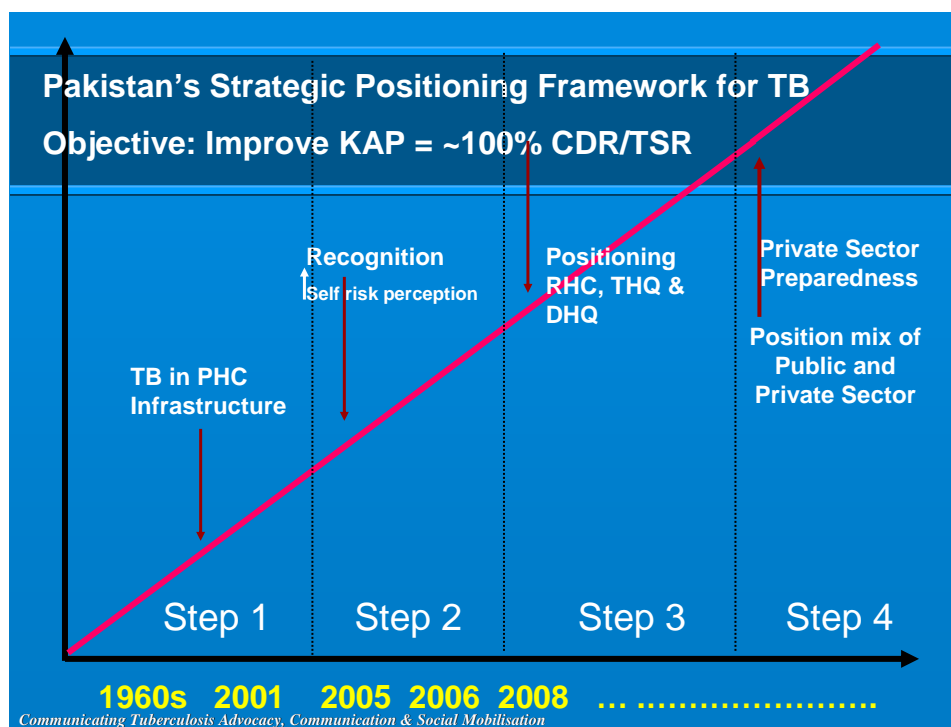 Pakistan’s Strategic Positioning Framework for TB
Objective: Improve KAP = ~100% CDR/TSR
Recognition
Self risk perception
Positioning
RHC, THQ &
DHQ
Private Sector
Preparedness
Position mix of
Public and
Private Sector
TB in PHC
Infrastructure
Step 1
Step 2
Step 3
Step 4
1960s 2001 2005 2006 2008 ... ........................
Communicating Tuberculosis Advocacy, Communication & Social Mobilisation